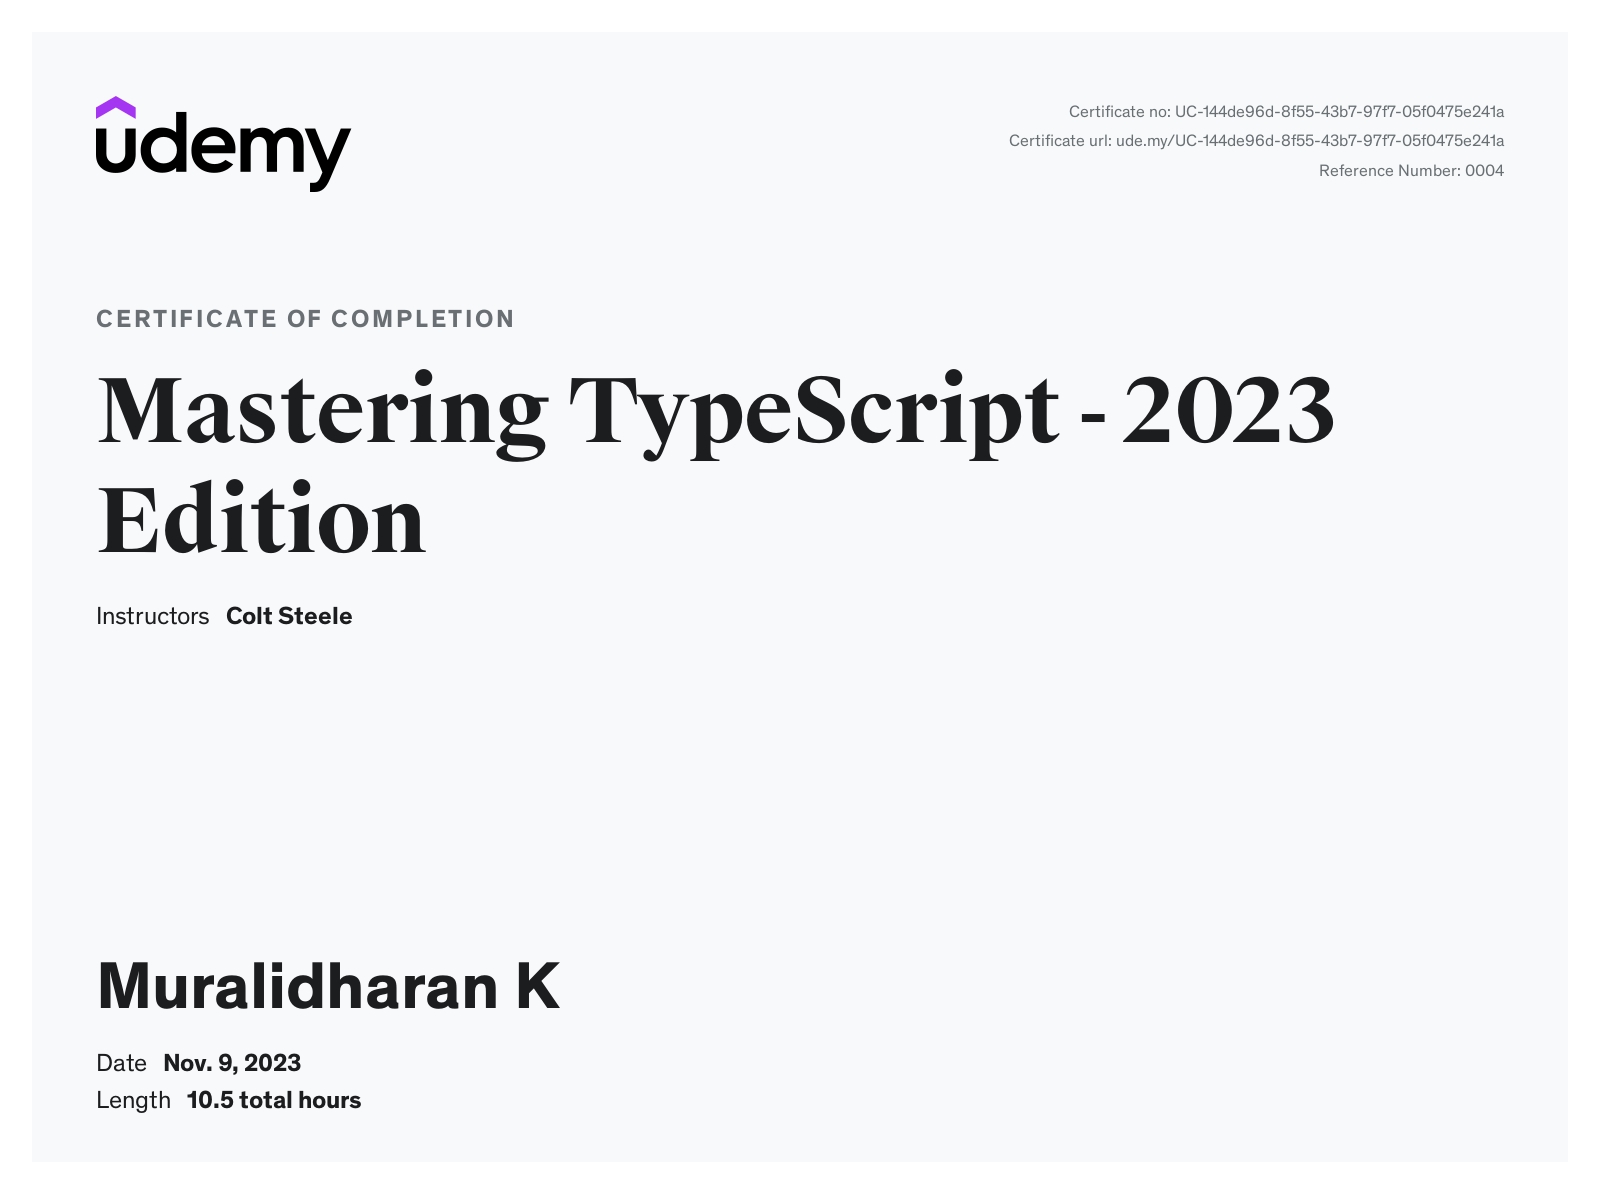 udemy
Certificate no: UC-144de96d-8f55-43b7-97f7-05f0475e241a
Certificate url: ude.my/UC-144de96d-8f55-43b7-97f7-05f0475e241a
Reference Number: 0004
CERTIFICATE OF COMPLETION
Mastering TypeScript - 2023
Edition
Instructors Colt Steele
Muralidharan K
Date Nov. 9, 2023
Length 10.5 total hours